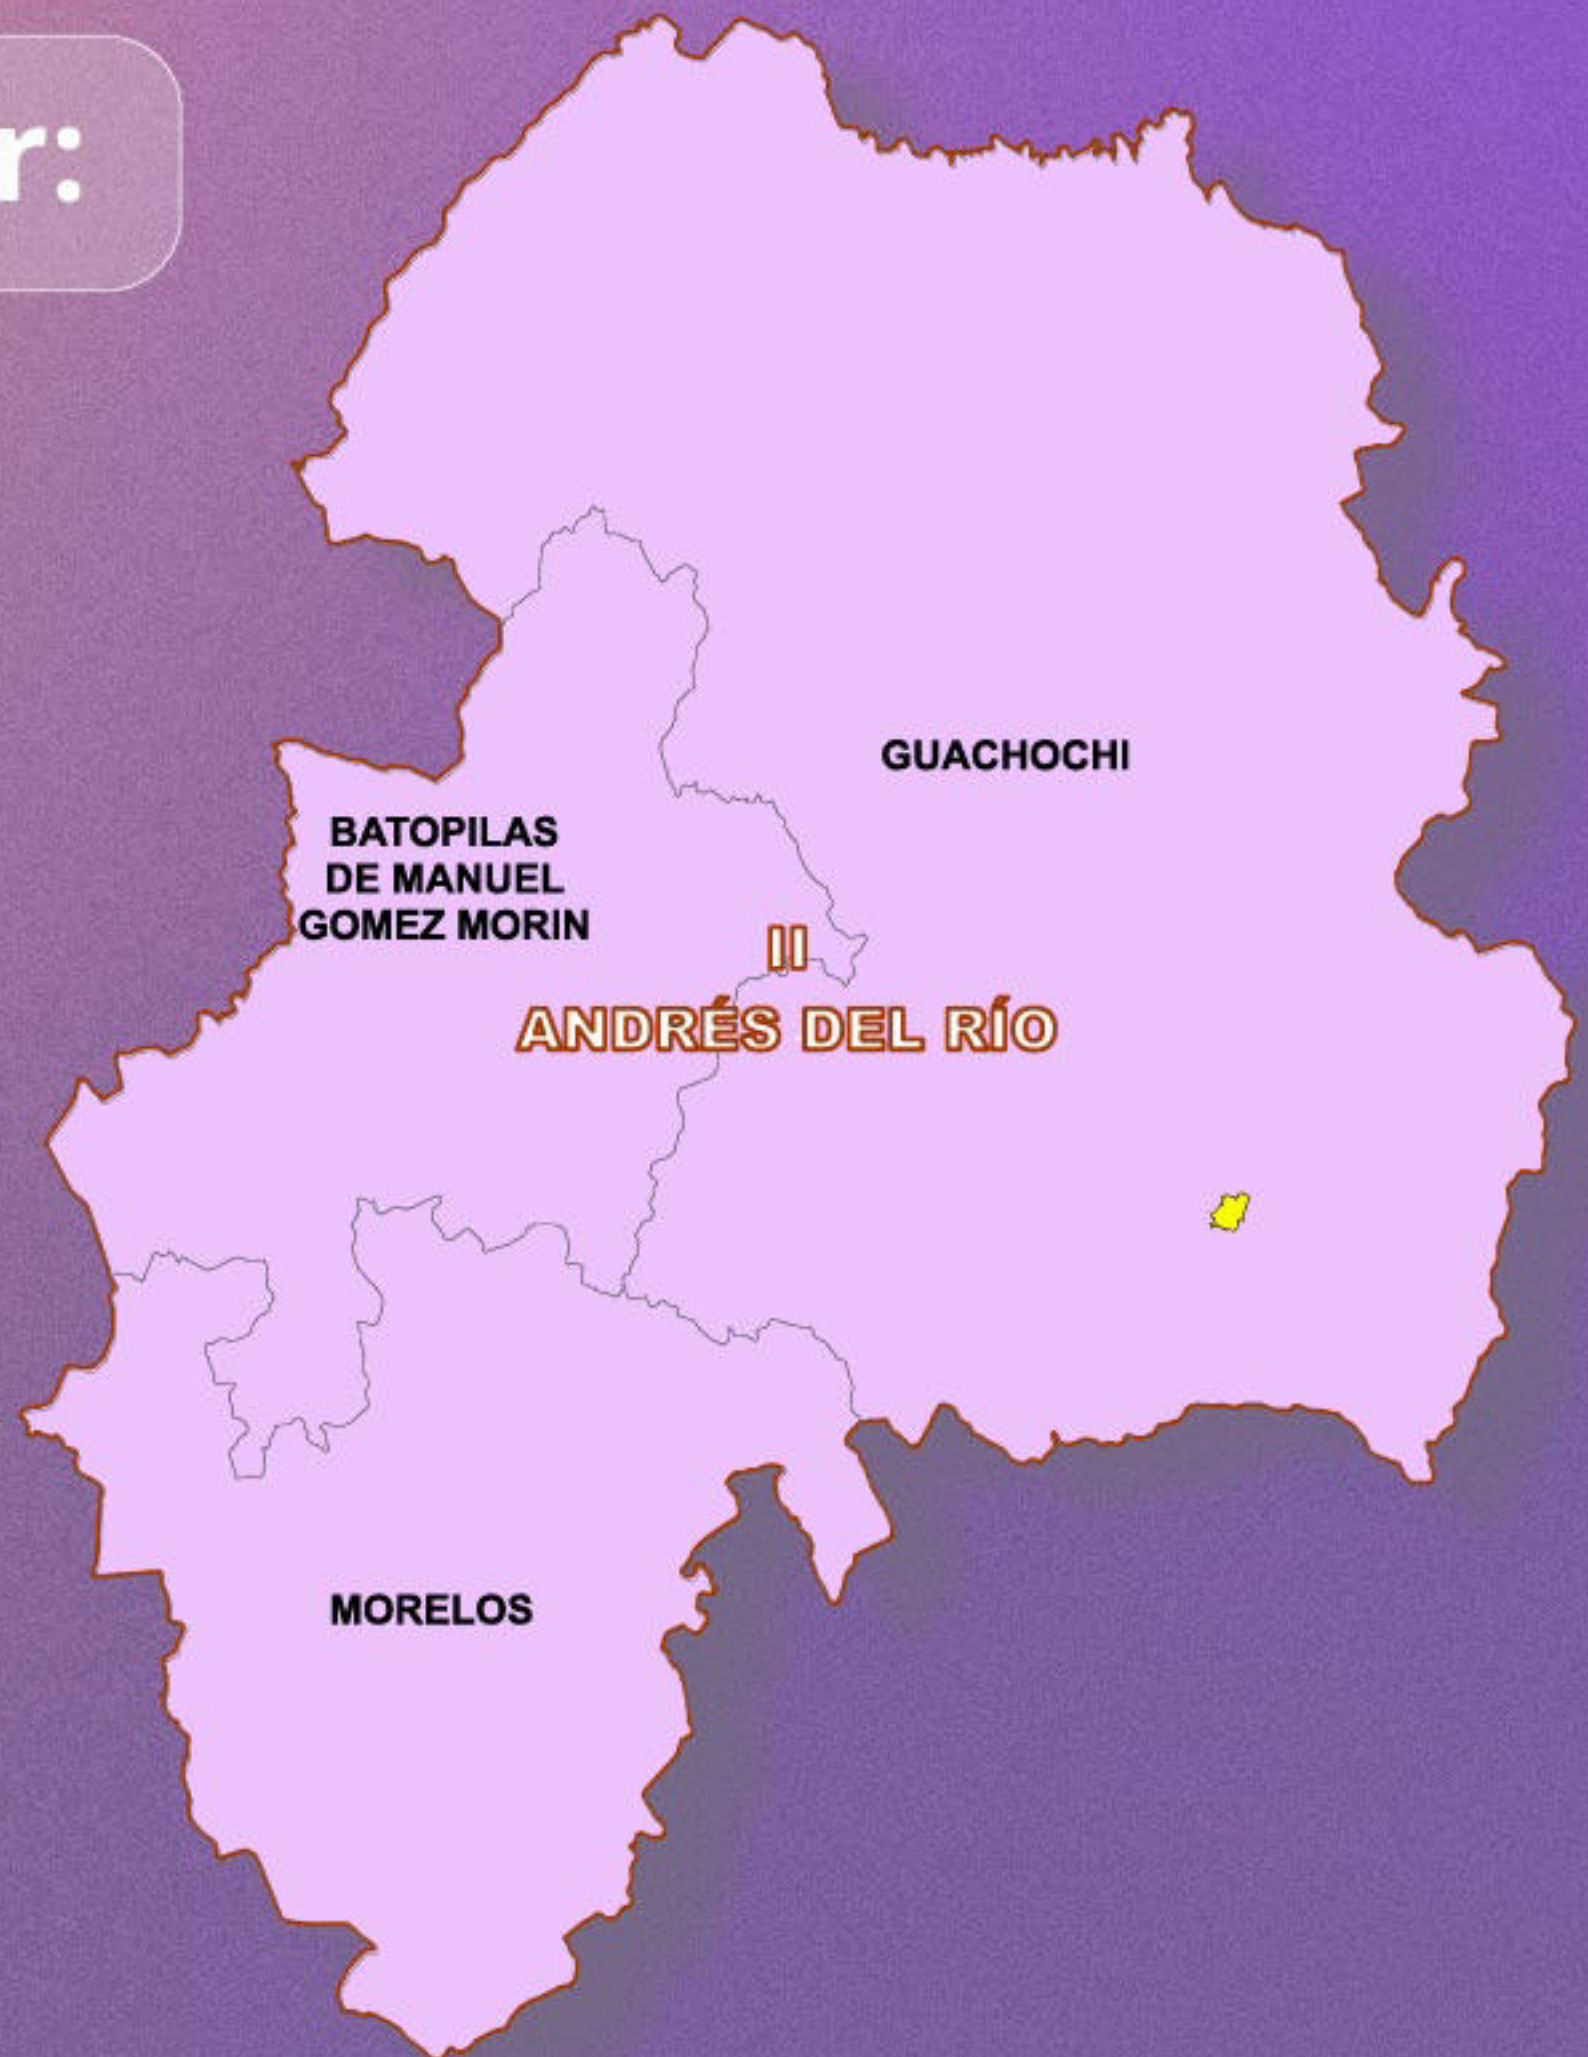 r:
GUACHOCHI
BATOPILAS
DE MANUEL
GOMEZ MORIN
II
ANDRÉS DEL RÍO
MORELOS